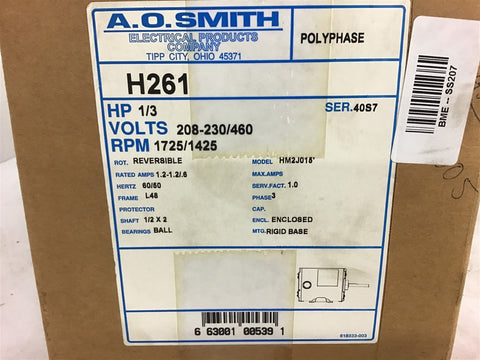 A.O.SMITH
ELECTRICAL PRODUCTS
COMPANY
TIPP CITY, OHIO 45371
POLYPHASE
H261
HP 1/3
SER. 40S7
VOLTS 208-230/460
RPM 1725/1425
ROT. REVERSIBLE
MODEL HM2J015
RATED AMPS 1.2-1.2/.6
MAX.AMPS
HERTZ 60/50
SERV.FACT. 1.0
FRAME L48
PHASE 3
PROTECTOR
CAP.
SHAFT 1/2 X 2
ENCL. ENCLOSED
BEARINGS BALL
MTG. RIGID BASE
6 63001 00539 1
618333-003
BME -- SS207